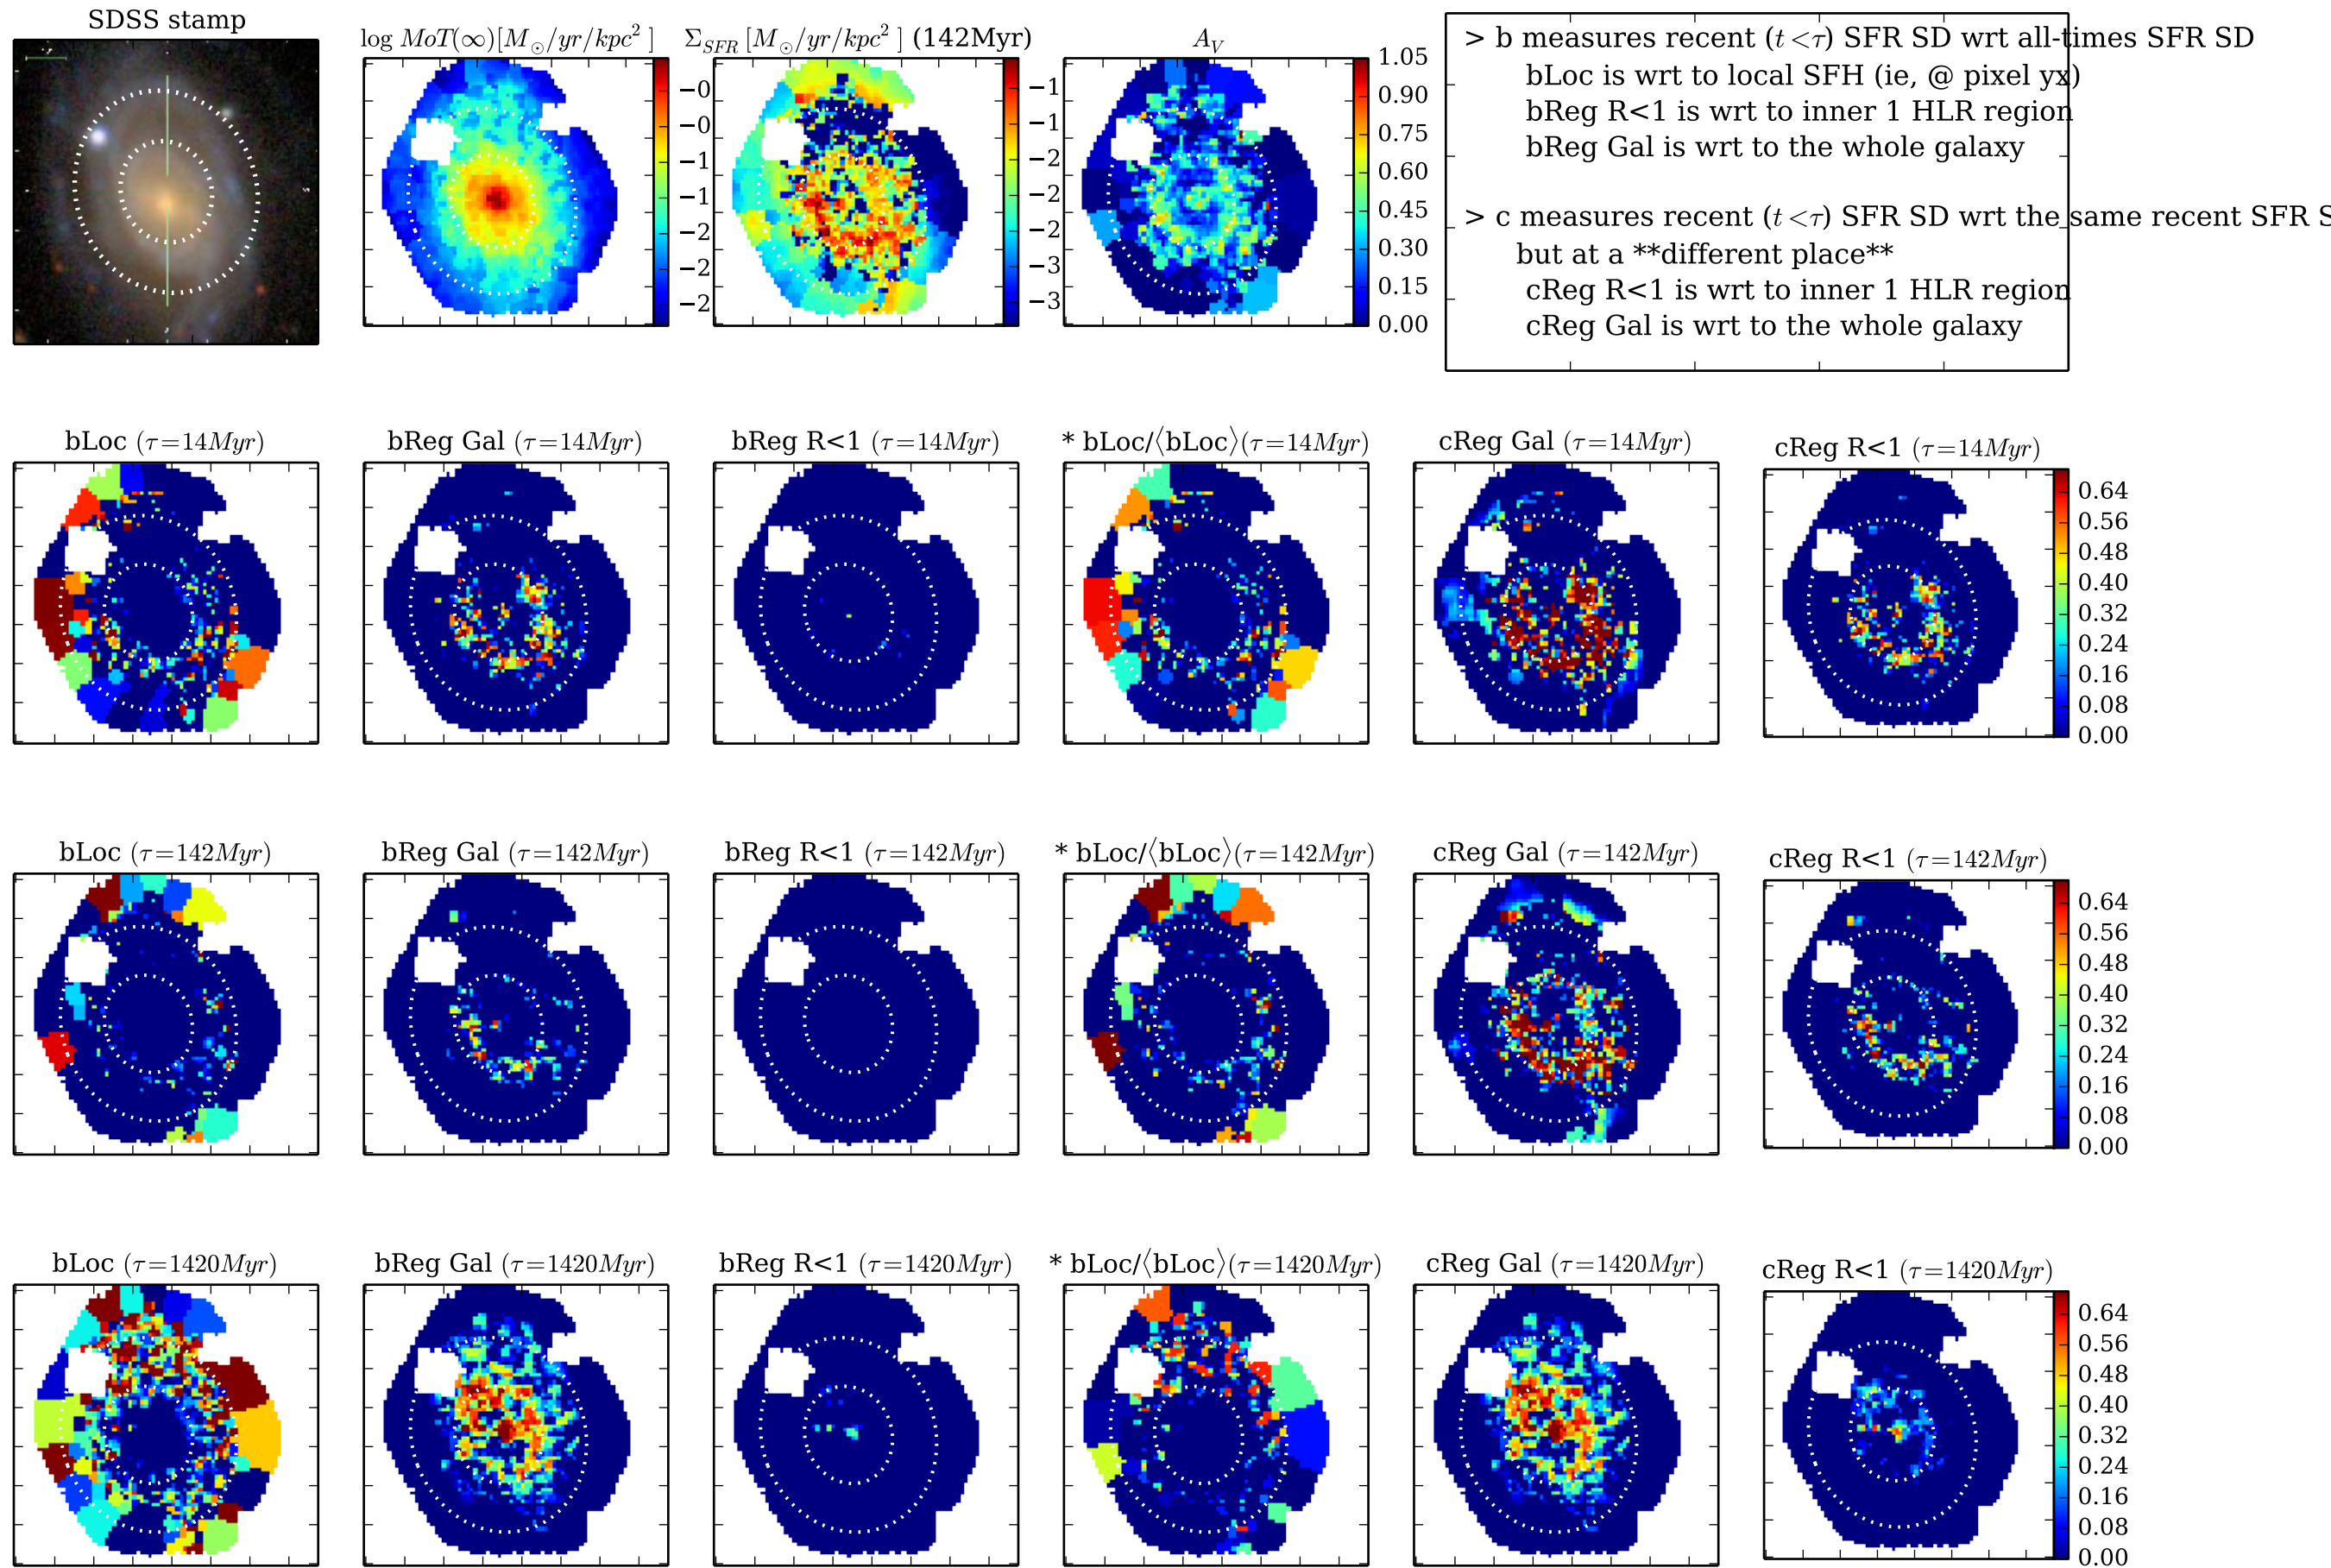 SDSS stamp
log MoT(∞)[M⊙/yr/kpc²]
Σ_SFR [M⊙/yr/kpc²] (142Myr)
A_V
−0
−0
−1
−1
−2
−2
−2
−1
−1
−2
−2
−2
−3
−3
1.05
0.90
0.75
0.60
0.45
0.30
0.15
0.00
> b measures recent (t<τ) SFR SD wrt all-times SFR SD
bLoc is wrt to local SFH (ie, @ pixel yx)
bReg R<1 is wrt to inner 1 HLR region
bReg Gal is wrt to the whole galaxy
> c measures recent (t<τ) SFR SD wrt the same recent SFR S
but at a **different place**
cReg R<1 is wrt to inner 1 HLR region
cReg Gal is wrt to the whole galaxy
bLoc (τ=14Myr)
bReg Gal (τ=14Myr)
bReg R<1 (τ=14Myr)
* bLoc/⟨bLoc⟩(τ=14Myr)
cReg Gal (τ=14Myr)
cReg R<1 (τ=14Myr)
0.64
0.56
0.48
0.40
0.32
0.24
0.16
0.08
0.00
bLoc (τ=142Myr)
bReg Gal (τ=142Myr)
bReg R<1 (τ=142Myr)
* bLoc/⟨bLoc⟩(τ=142Myr)
cReg Gal (τ=142Myr)
cReg R<1 (τ=142Myr)
0.64
0.56
0.48
0.40
0.32
0.24
0.16
0.08
0.00
bLoc (τ=1420Myr)
bReg Gal (τ=1420Myr)
bReg R<1 (τ=1420Myr)
* bLoc/⟨bLoc⟩(τ=1420Myr)
cReg Gal (τ=1420Myr)
cReg R<1 (τ=1420Myr)
0.64
0.56
0.48
0.40
0.32
0.24
0.16
0.08
0.00